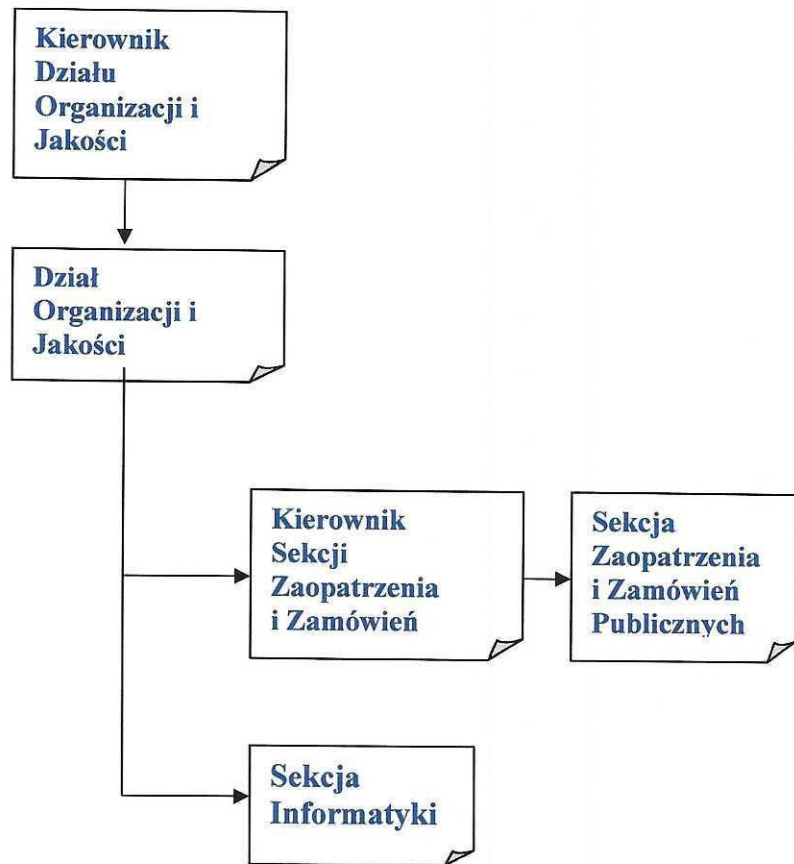 Kierownik
Działu
Organizacji i
Jakości
Dział
Organizacji i
Jakości
Kierownik
Sekcji
Zaopatrzenia
i Zamówień
Sekcja
Zaopatrzenia
i Zamówień
Publicznych
Sekcja
Informatyki